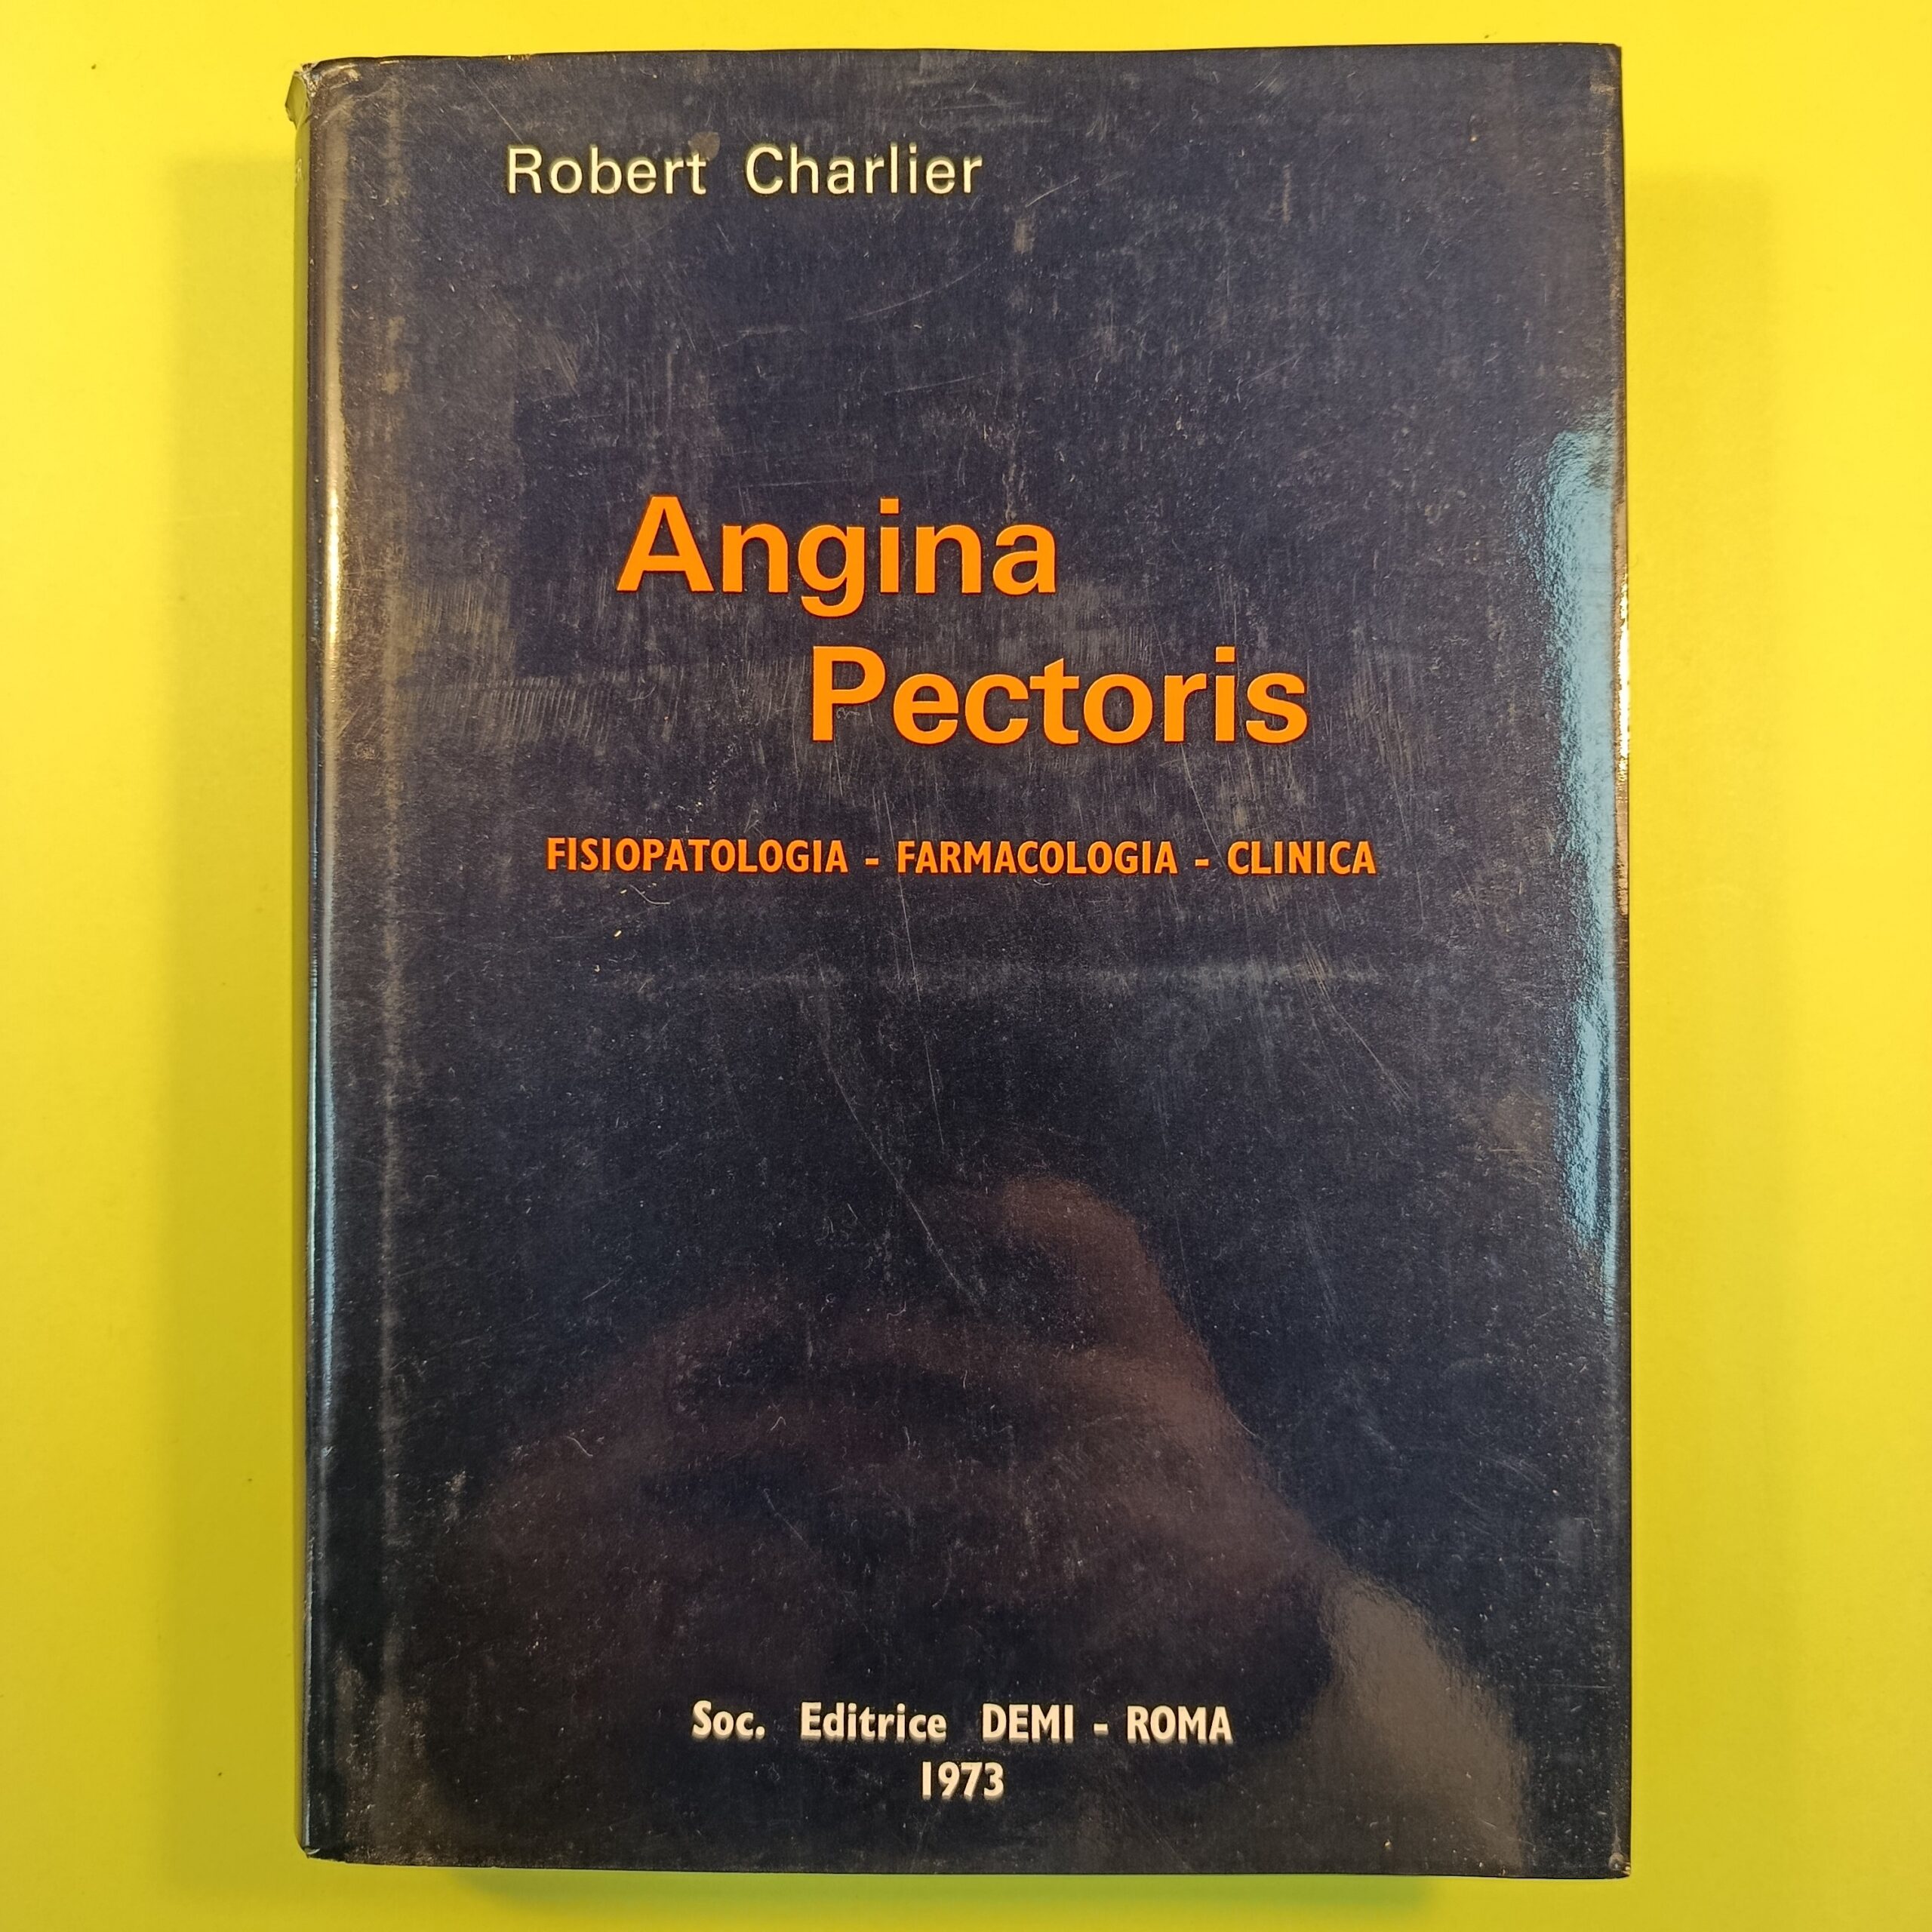 Robert Charlier
Angina
Pectoris
FISIOPATOLOGIA - FARMACOLOGIA - CLINICA
Soc. Editrice DEMI - ROMA
1973